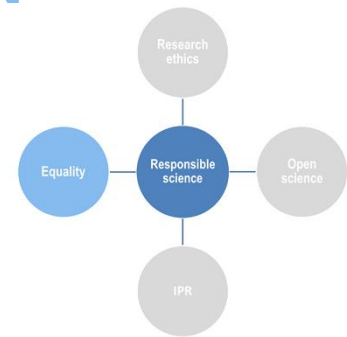 Research
ethics
Equality
Responsible
science
Open
science
IPR